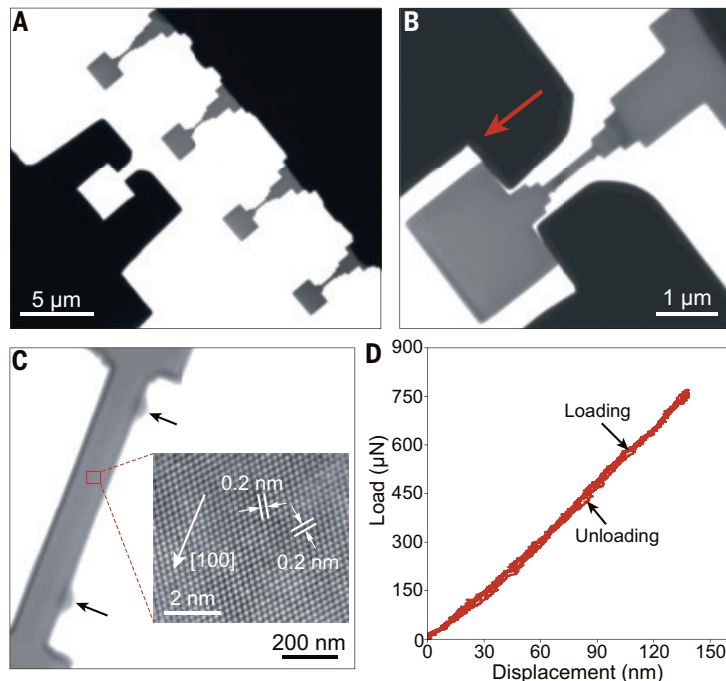 A
5 µm
B
1 µm
C
0.2 nm
0.2 nm
[100]
2 nm
200 nm
D
900
750
600
450
300
150
0
Load (µN)
Loading
Unloading
0 30 60 90 120 150
Displacement (nm)